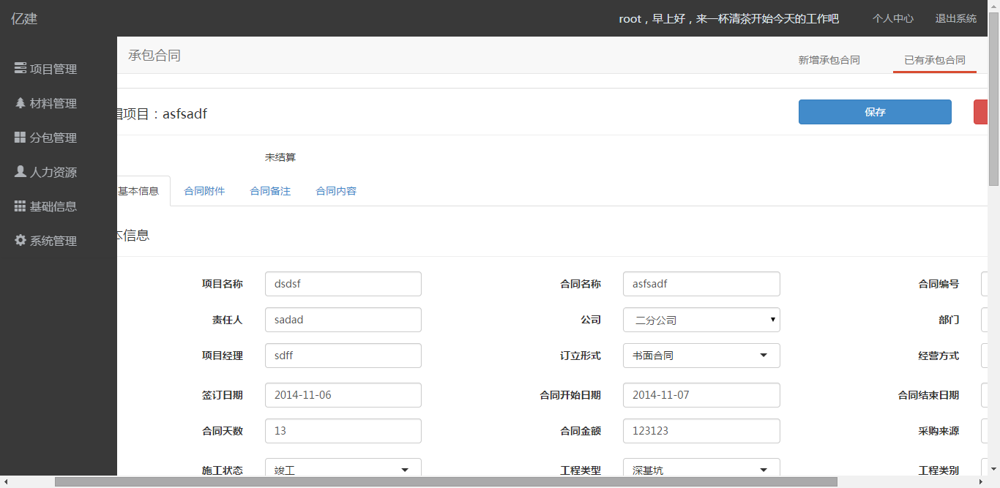 亿建
root，早上好，来一杯清茶开始今天的工作吧 个人中心 退出系统
项目管理
材料管理
分包管理
人力资源
基础信息
系统管理
承包合同 新增承包合同 已有承包合同
项目：asfsadf 保存
未结算
基本信息 合同附件 合同备注 合同内容
信息
项目名称 dsdsf 合同名称 asfsadf 合同编号
责任人 sadad 公司 二分公司 部门
项目经理 sdff 订立形式 书面合同 经营方式
签订日期 2014-11-06 合同开始日期 2014-11-07 合同结束日期
合同天数 13 合同金额 123123 采购来源
施工状态 竣工 工程类型 深基坑 工程类别